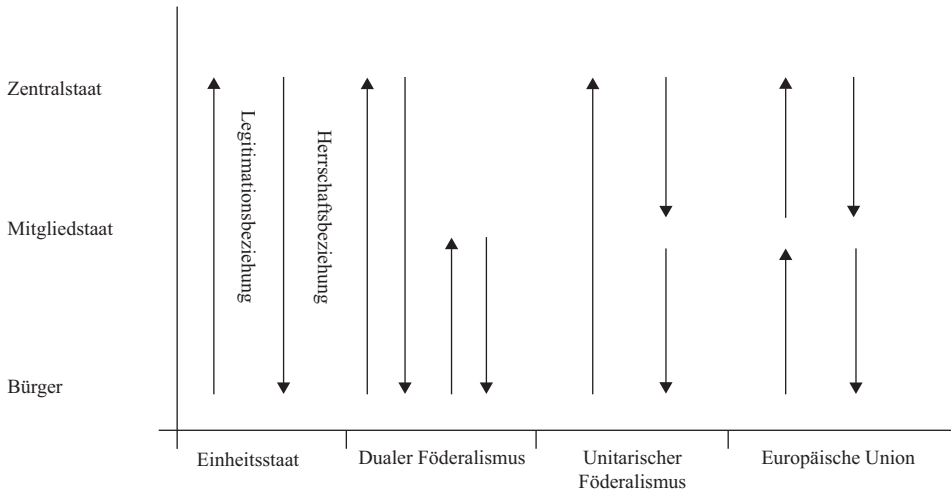 Zentralstaat
Legitimationsbeziehung
Herrschaftsbeziehung
Mitgliedstaat
Bürger
Einheitsstaat
Dualer Föderalismus
Unitarischer
Föderalismus
Europäische Union